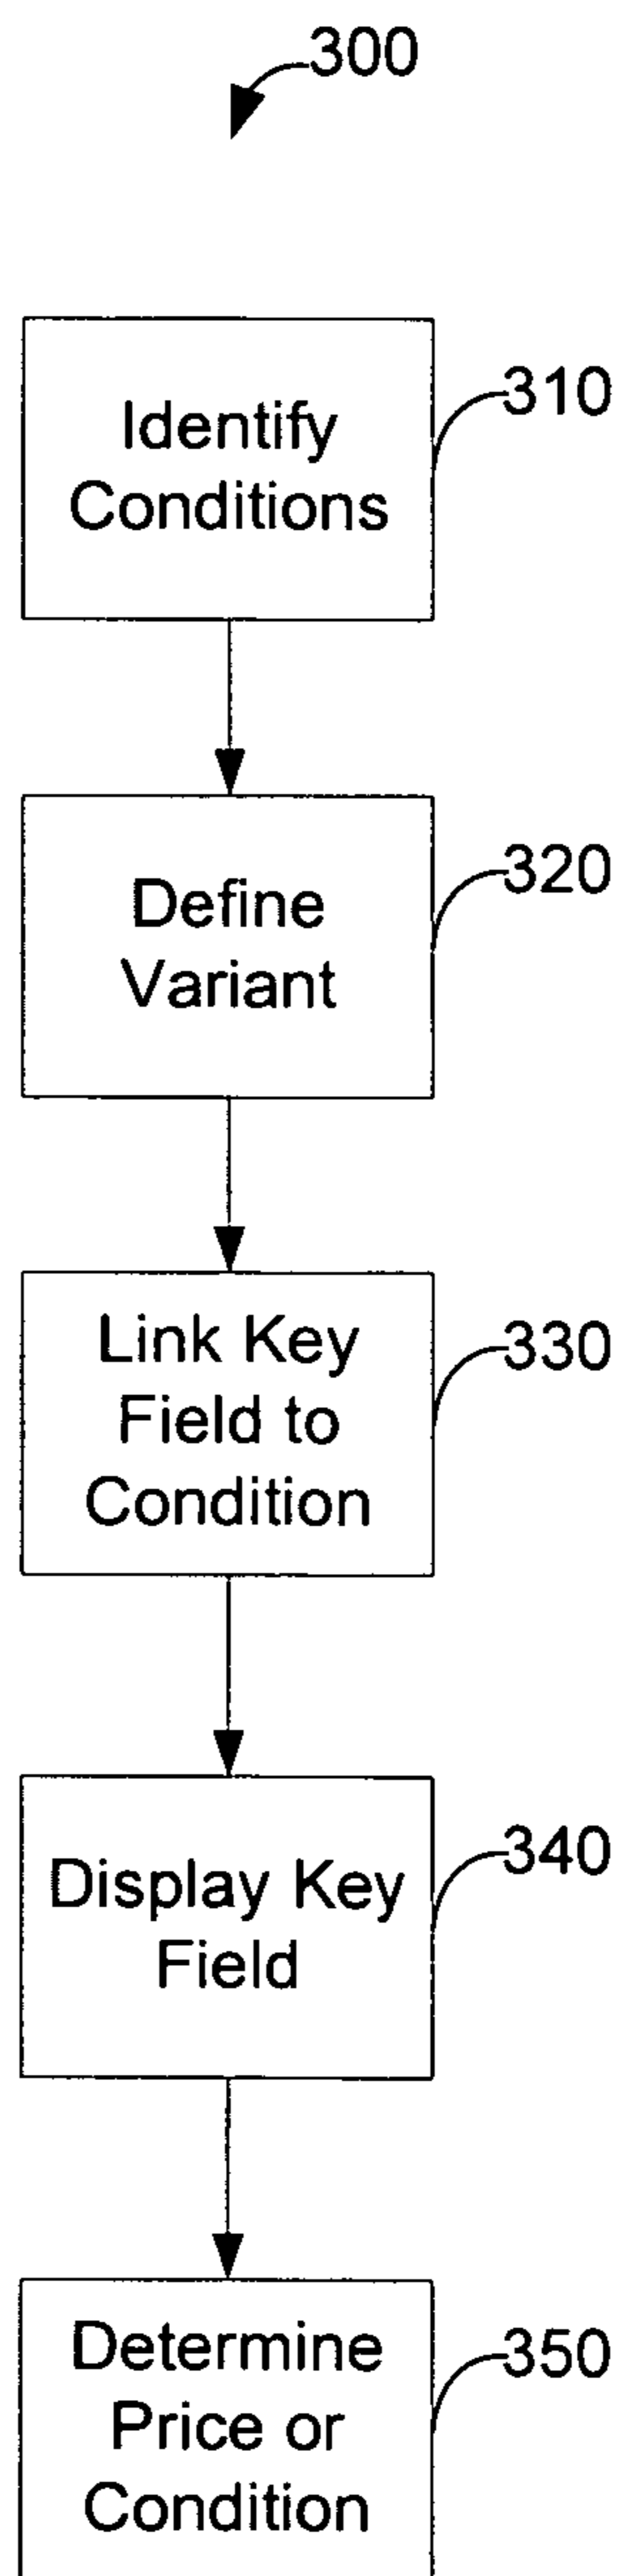 300
Identify
Conditions
310
Define
Variant
320
Link Key
Field to
Condition
330
Display Key
Field
340
Determine
Price or
Condition
350